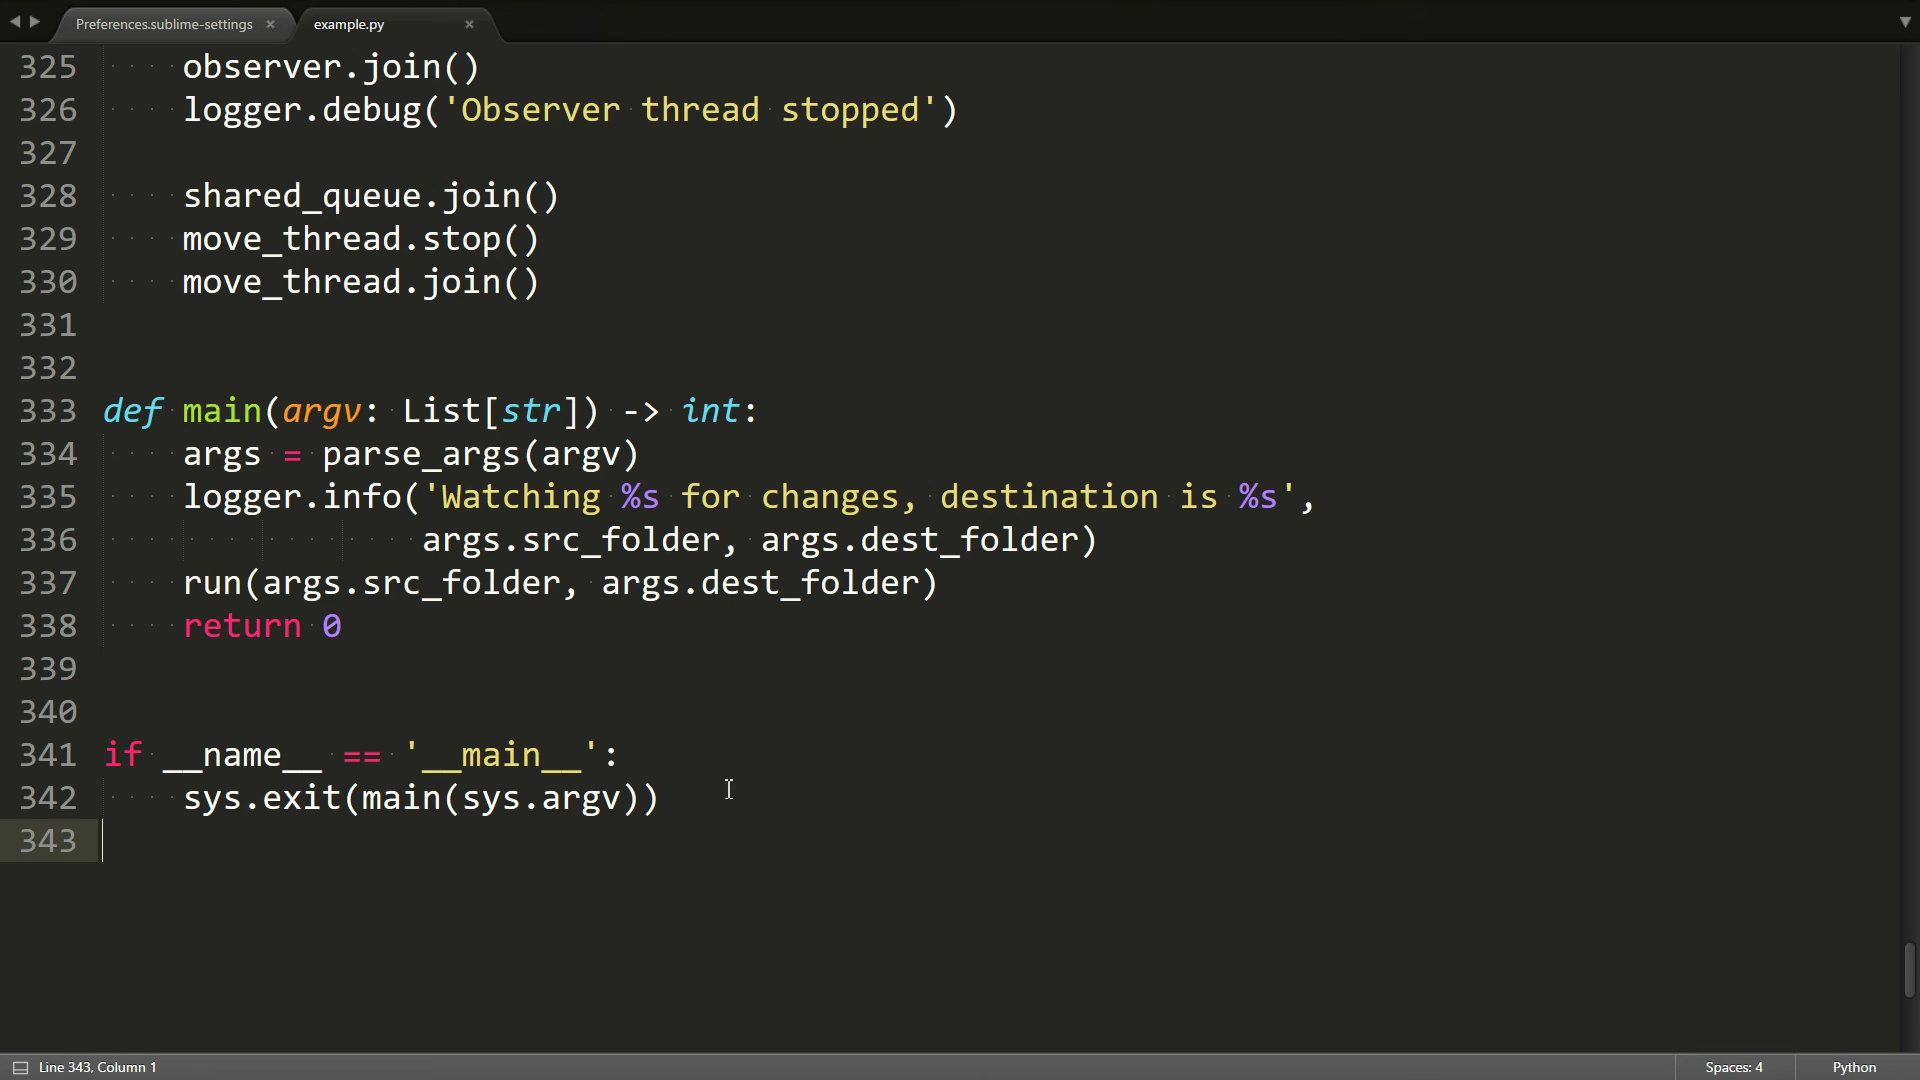 Preferences.sublime-settings × example.py ×
325 observer.join()
326 logger.debug('Observer thread stopped')
327
328 shared_queue.join()
329 move_thread.stop()
330 move_thread.join()
331
332
333 def main(argv: List[str]) -> int:
334 args = parse_args(argv)
335 logger.info('Watching %s for changes, destination is %s',
336 args.src_folder, args.dest_folder)
337 run(args.src_folder, args.dest_folder)
338 return 0
339
340
341 if __name__ == '__main__':
342 sys.exit(main(sys.argv))
343
Line 343, Column 1 Spaces: 4 Python